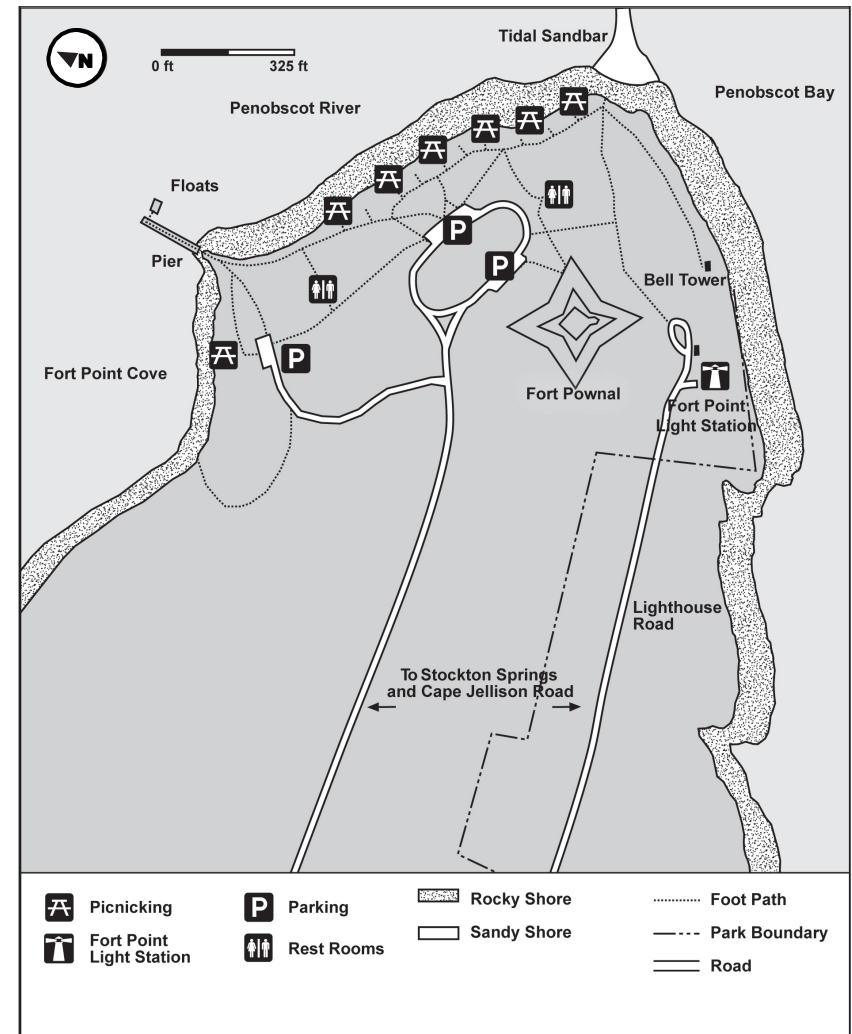 Tidal Sandbar
N
0 ft
325 ft
Penobscot River
Penobscot Bay
Floats
Pier
P
P
Bell Tower
P
Fort Point Cove
Fort Pownal
Fort Point
Light Station
Lighthouse
Road
To Stockton Springs
and Cape Jellison Road
Picnicking
P
Parking
Rocky Shore
Foot Path
Fort Point
Light Station
Rest Rooms
Sandy Shore
Park Boundary
Road